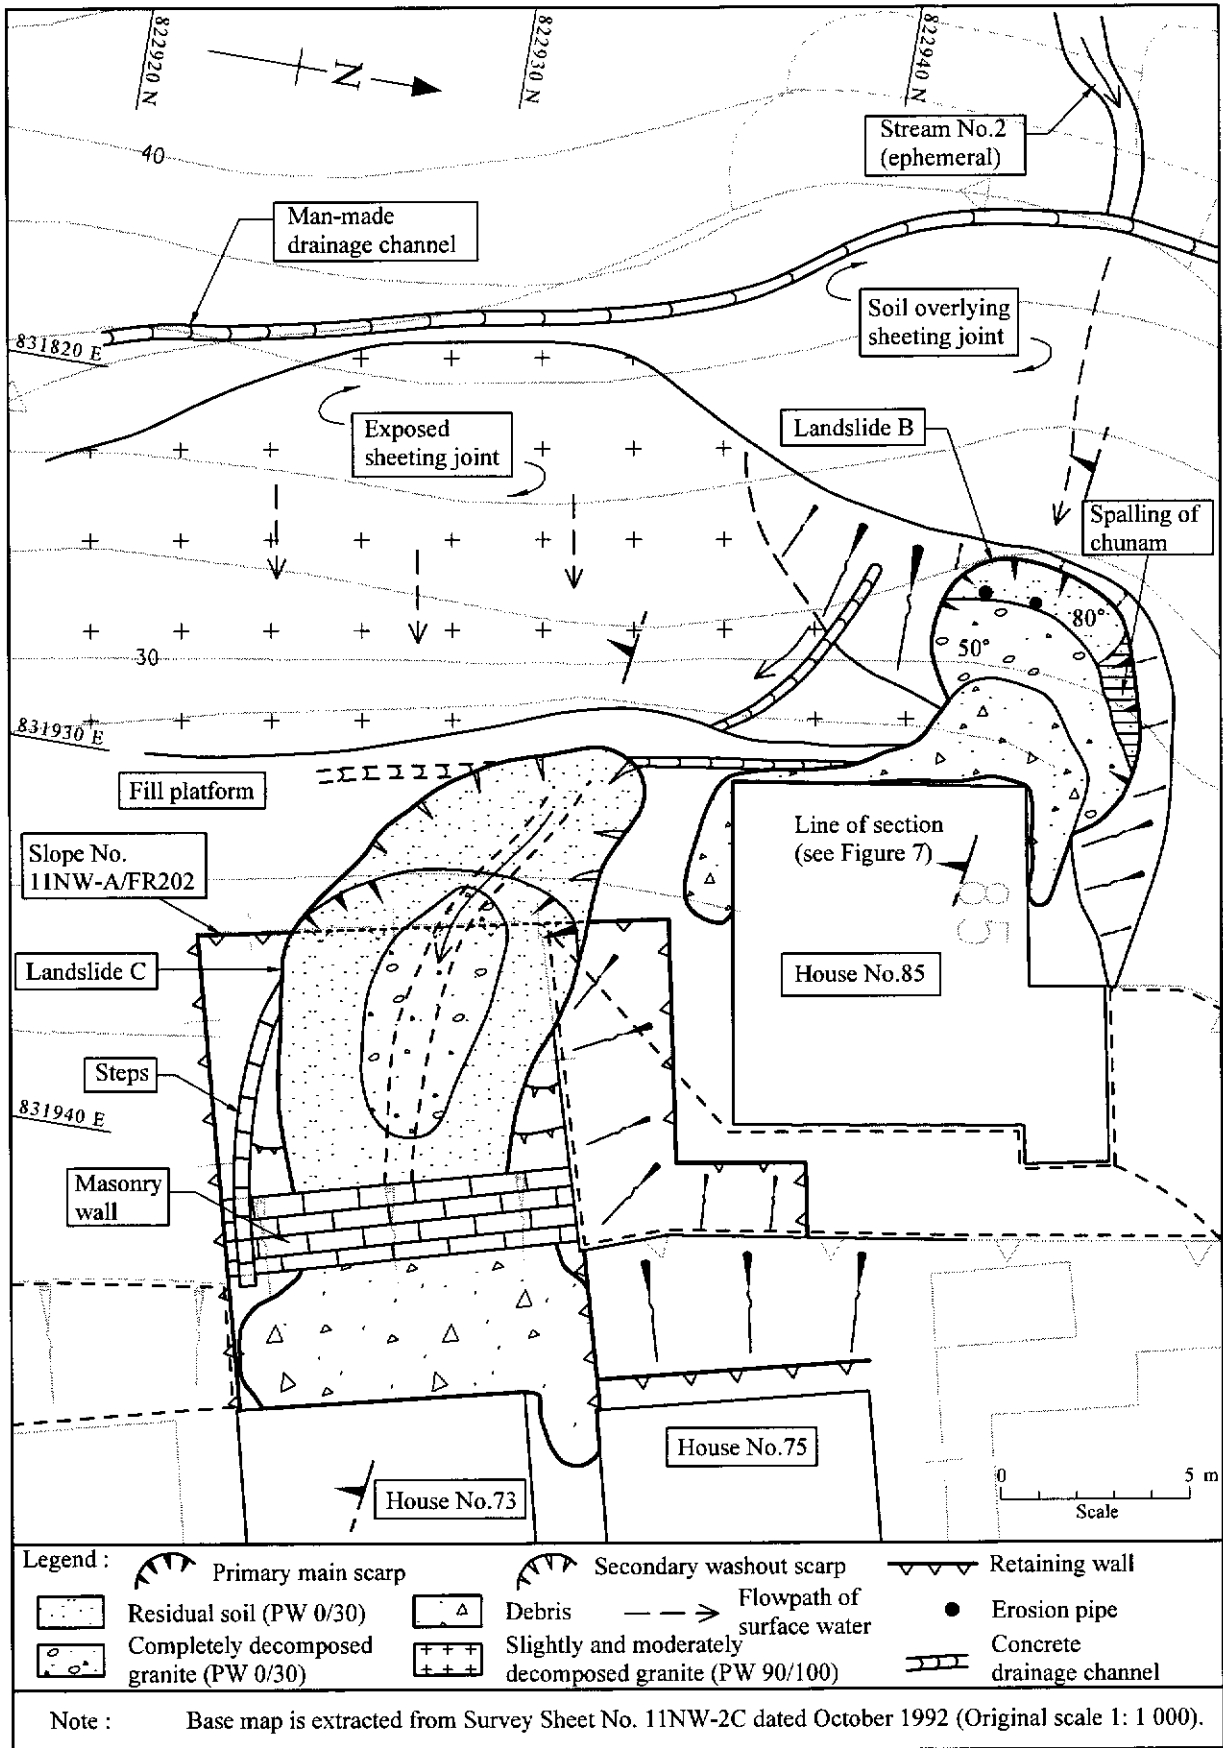 822920 N
822930 N
822940 N
N
Stream No.2
(ephemeral)
40
Man-made
drainage channel
Soil overlying
sheeting joint
831820 E
Exposed
sheeting joint
Landslide B
Spalling of
chunam
80°
50°
30
831930 E
Fill platform
Line of section
(see Figure 7)
85
Slope No.
11NW-A/FR202
Landslide C
House No.85
Steps
831940 E
Masonry
wall
House No.75
House No.73
0 5 m
Scale
Legend :
Primary main scarp
Secondary washout scarp
Retaining wall
Residual soil (PW 0/30)
Debris
Flowpath of
surface water
Erosion pipe
Completely decomposed
granite (PW 0/30)
Slightly and moderately
decomposed granite (PW 90/100)
Concrete
drainage channel
Note : Base map is extracted from Survey Sheet No. 11NW-2C dated October 1992 (Original scale 1: 1 000).